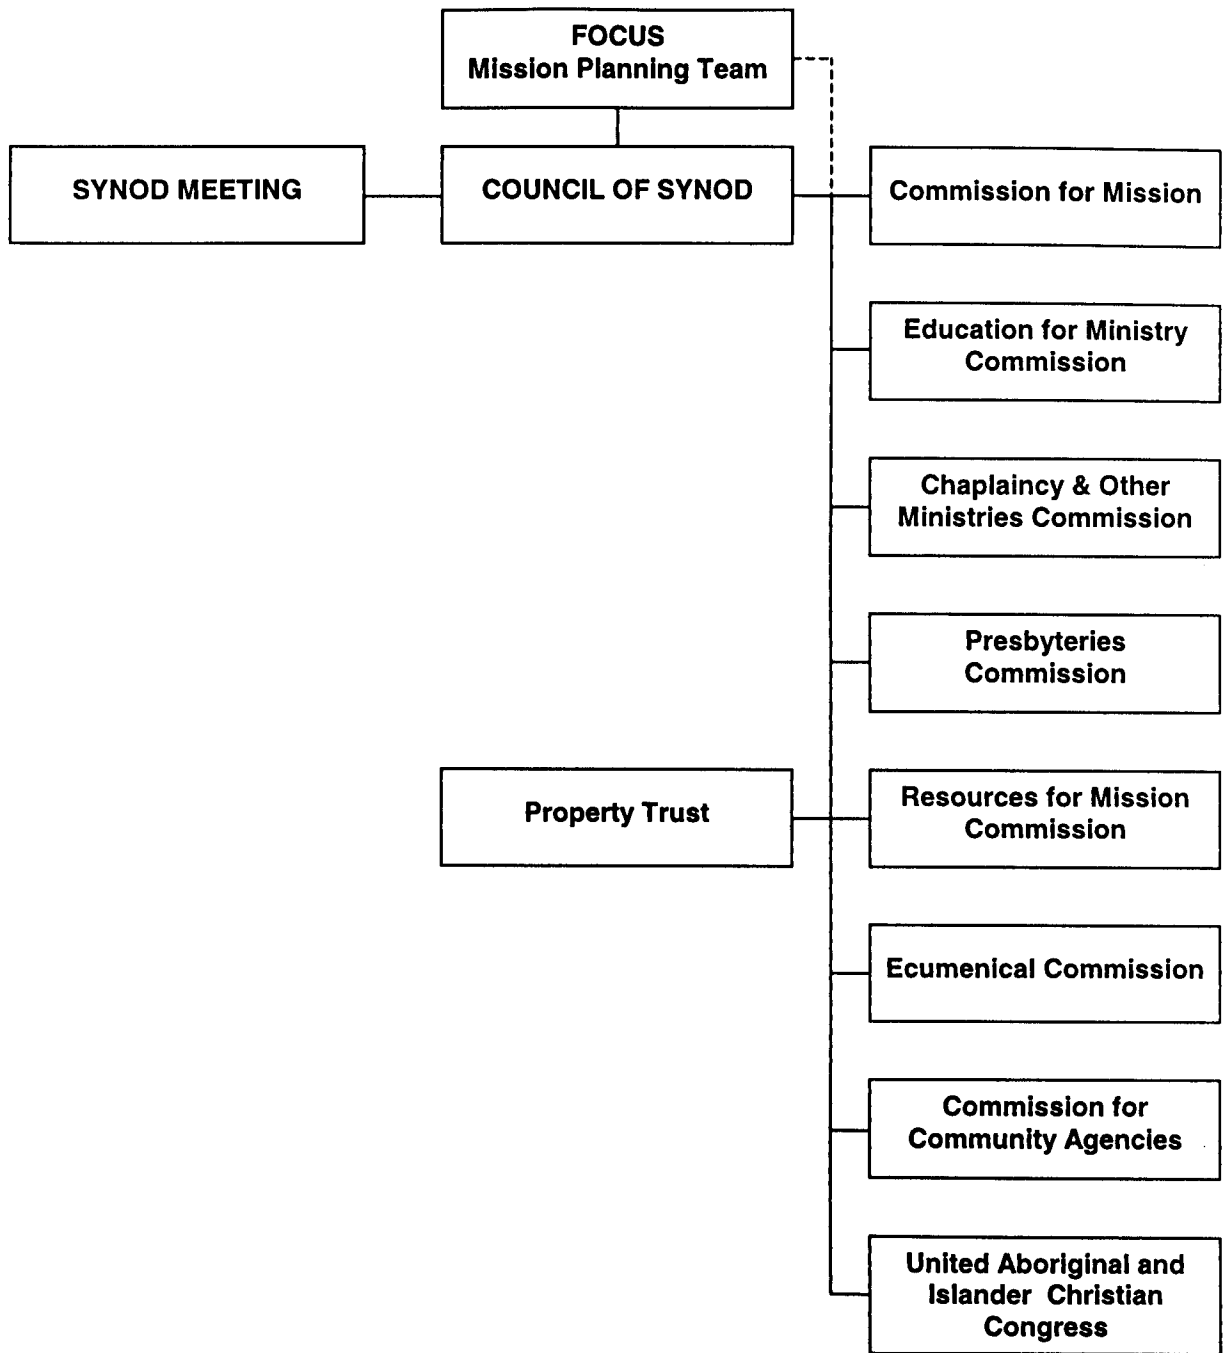 FOCUS
Mission Planning Team
SYNOD MEETING
COUNCIL OF SYNOD
Commission for Mission
Education for Ministry
Commission
Chaplaincy & Other
Ministries Commission
Presbyteries
Commission
Property Trust
Resources for Mission
Commission
Ecumenical Commission
Commission for
Community Agencies
United Aboriginal and
Islander Christian
Congress